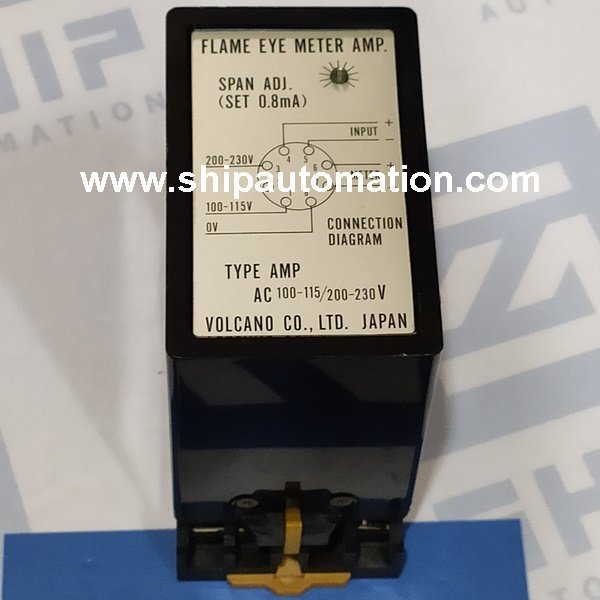 FLAME EYE METER AMP.
SPAN ADJ.
(SET 0.8mA)
+
INPUT
4 5
−
200-230V
3 6
+
www.shipautomation.com
−
100-115V
0V
CONNECTION
DIAGRAM
TYPE AMP
AC 100-115/200-230V
VOLCANO CO., LTD. JAPAN